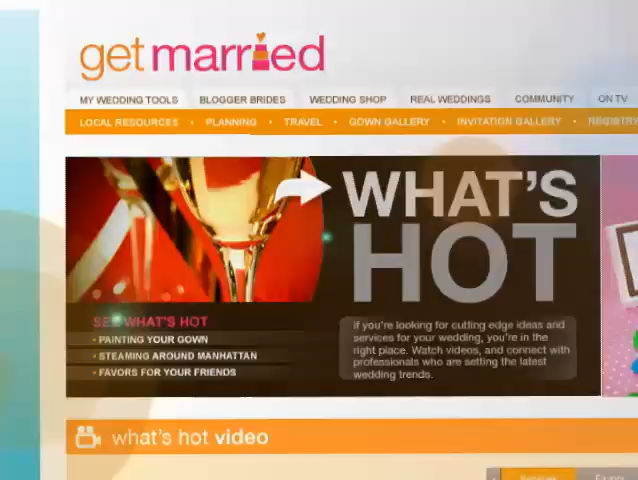 get married
MY WEDDING TOOLS BLOGGER BRIDES WEDDING SHOP REAL WEDDINGS COMMUNITY ON TV
LOCAL RESOURCES • PLANNING • TRAVEL • GOWN GALLERY • INVITATION GALLERY • REGISTRY
WHAT'S
HOT
SEE WHAT'S HOT
• PAINTING YOUR GOWN
• STEAMING AROUND MANHATTAN
• FAVORS FOR YOUR FRIENDS
If you're looking for cutting edge ideas and
services for your wedding, you're in the
right place. Watch videos, and connect with
professionals who are setting the latest
wedding trends.
what's hot video